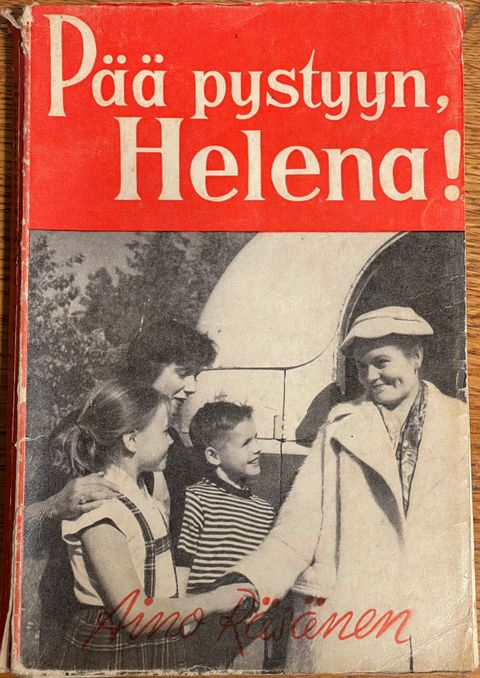 Pää pystyyn,
Helena!
Aino Räsänen